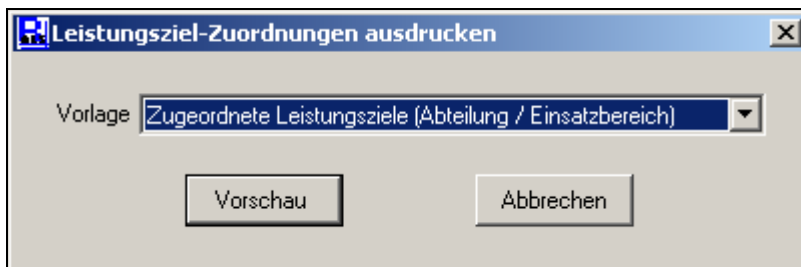 Leistungsziel-Zuordnungen ausdrucken
Vorlage Zugeordnete Leistungsziele (Abteilung / Einsatzbereich)
Vorschau Abbrechen